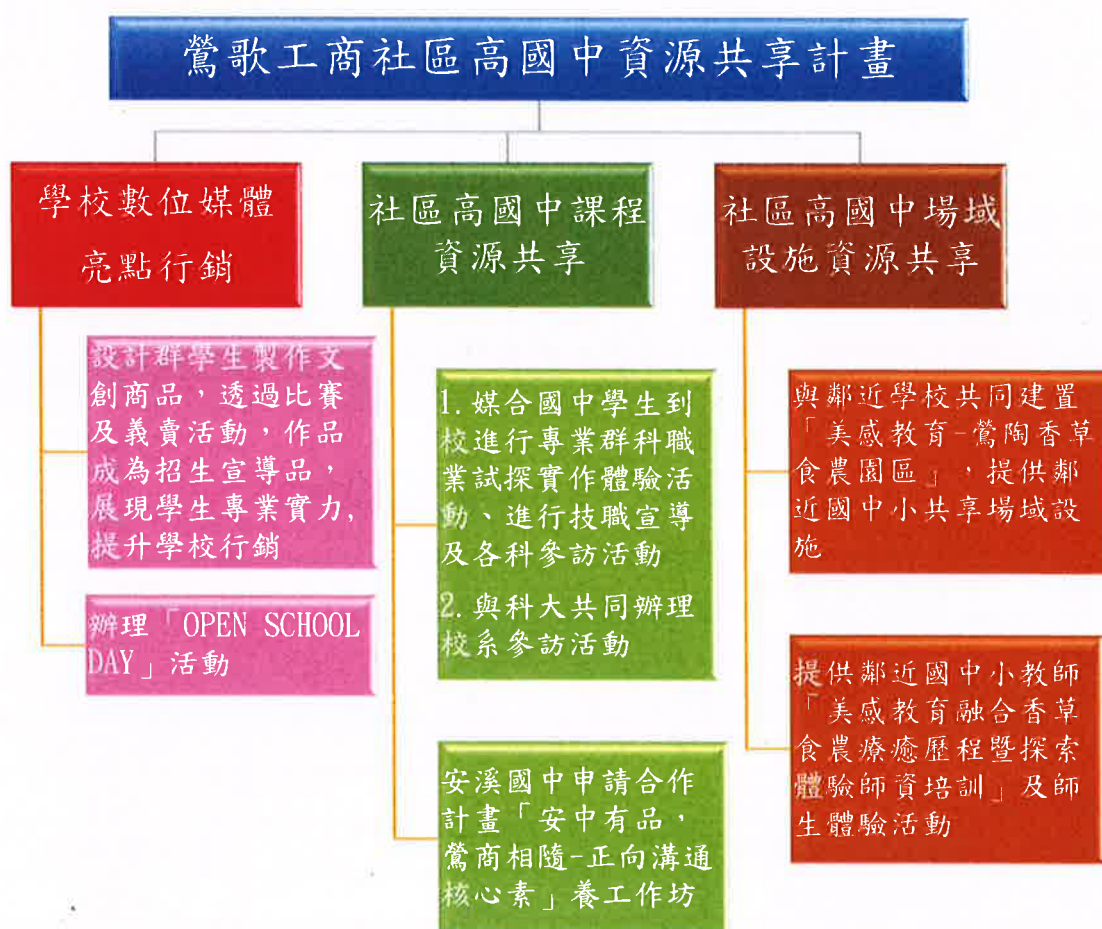 鶯歌工商社區高國中資源共享計畫
學校數位媒體
亮點行銷
設計群學生製作文
創商品，透過比賽
及義賣活動，作品
成為招生宣導品，
展現學生專業實力,
提升學校行銷
辦理「OPEN SCHOOL
DAY」活動
社區高國中課程
資源共享
1. 媒合國中學生到
校進行專業群科職
業試探實作體驗活
動、進行技職宣導
及各科參訪活動
2. 與科大共同辦理
校系參訪活動
安溪國中申請合作
計畫「安中有品，
鶯商相隨-正向溝通
核心素」養工作坊
社區高國中場域
設施資源共享
與鄰近學校共同建置
「美感教育-鶯陶香草
食農園區」，提供鄰
近國中小共享場域設
施
提供鄰近國中小教師
「美感教育融合香草
食農療癒歷程暨探索
體驗師資培訓」及師
生體驗活動